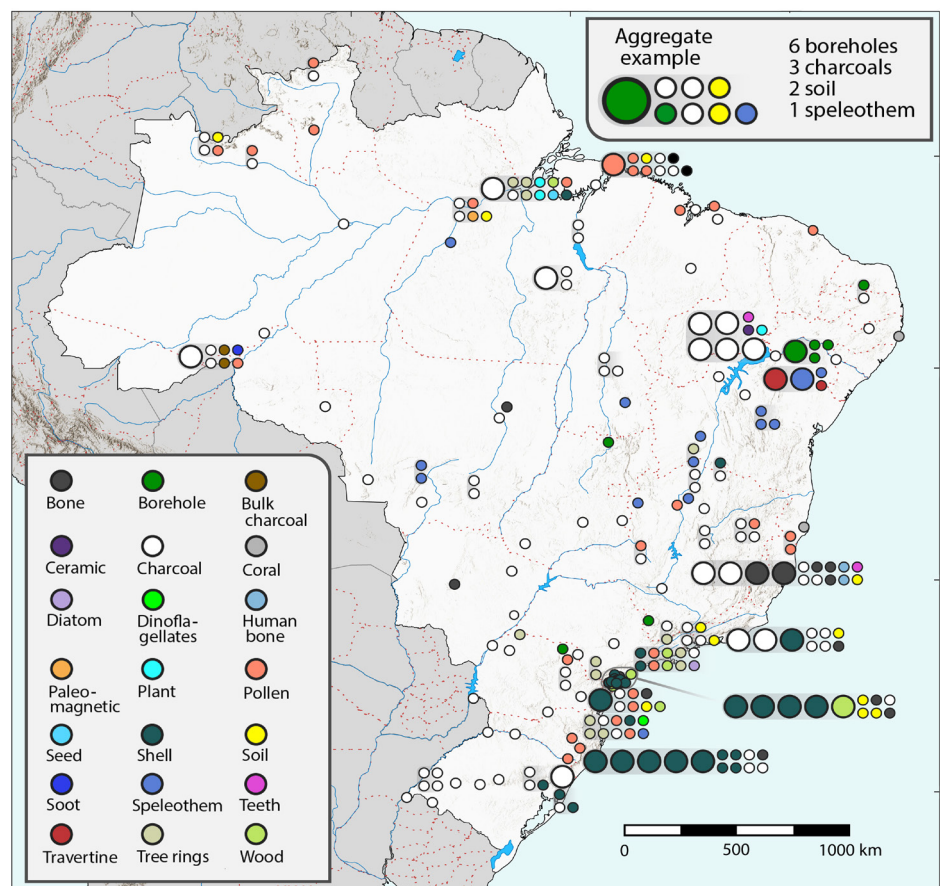 Aggregate
example
6 boreholes
3 charcoals
2 soil
1 speleothem
Bone
Borehole
Bulk
charcoal
Ceramic
Charcoal
Coral
Diatom
Dinofla-
gellates
Human
bone
Paleo-
magnetic
Plant
Pollen
Seed
Shell
Soil
Soot
Speleothem
Teeth
Travertine
Tree rings
Wood
0 500 1000 km